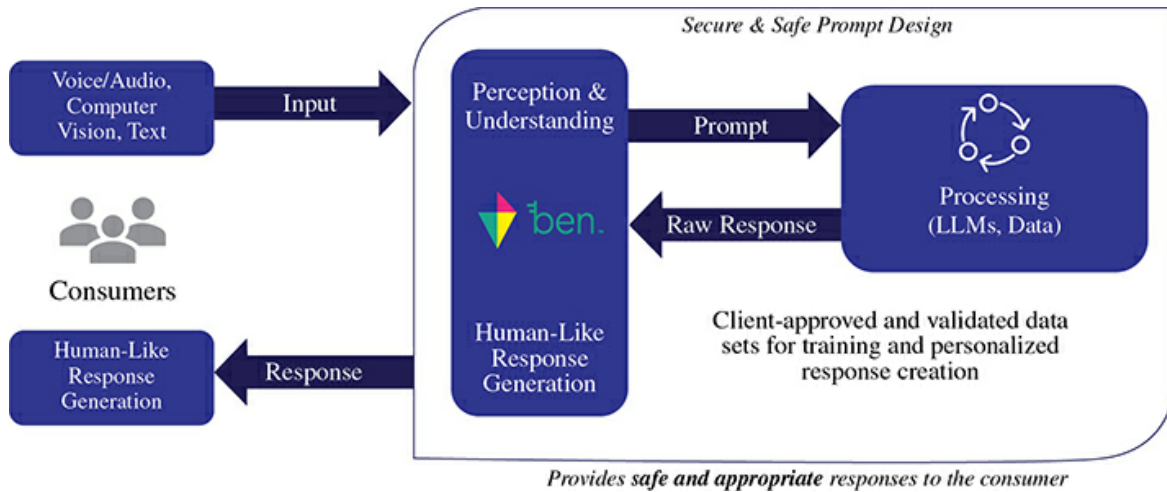 Secure & Safe Prompt Design
Voice/Audio,
Computer
Vision, Text
Input
Perception &
Understanding
Prompt
Processing
(LLMs, Data)
ben™
Raw Response
Consumers
Human-Like
Response
Generation
Response
Human-Like
Response
Generation
Client-approved and validated data
sets for training and personalized
response creation
Provides safe and appropriate responses to the consumer